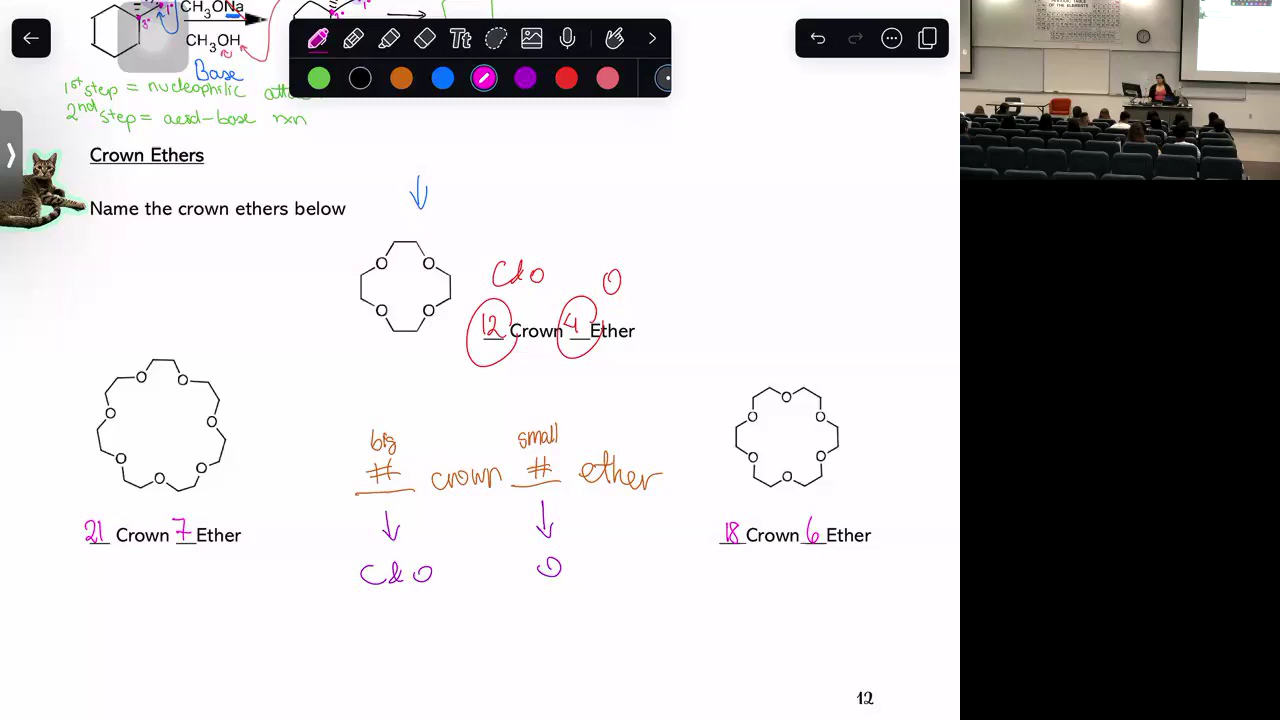 CH₃ONa
CH₃OH
Base
1st step = nucleophilic
2nd step = acid-base rxn
Crown Ethers
Name the crown ethers below
O O O O
C & O O
12 Crown 4 Ether
O O O O O O O
O O O O O O
big small
# crown # ether
21 Crown 7 Ether
18 Crown 6 Ether
C & O O
12
Tt